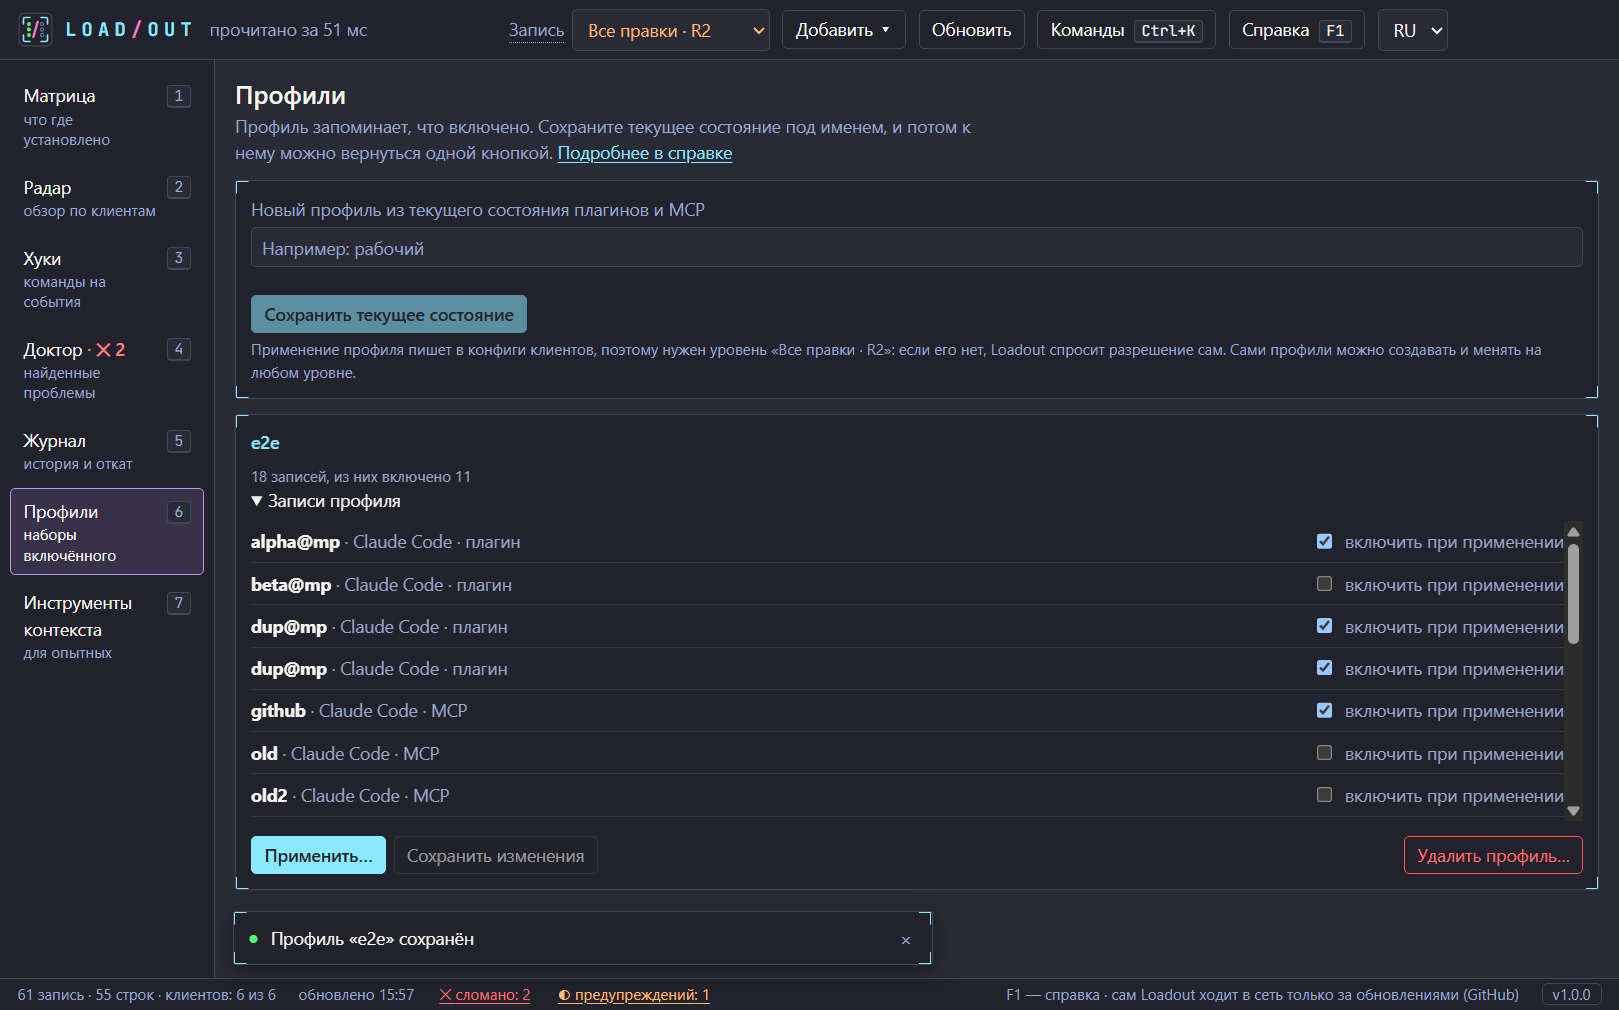 LOAD/OUT прочитано за 51 мс Запись Все правки · R2 Добавить ▼ Обновить Команды Ctrl+K Справка F1 RU
Матрица 1
что где
установлено
Радар 2
обзор по клиентам
Хуки 3
команды на
события
Доктор · ✕ 2 4
найденные
проблемы
Журнал 5
история и откат
Профили 6
наборы
включённого
Инструменты 7
контекста
для опытных
Профили
Профиль запоминает, что включено. Сохраните текущее состояние под именем, и потом к
нему можно вернуться одной кнопкой. Подробнее в справке
Новый профиль из текущего состояния плагинов и MCP
Например: рабочий
Сохранить текущее состояние
Применение профиля пишет в конфиги клиентов, поэтому нужен уровень «Все правки · R2»: если его нет, Loadout спросит разрешение сам. Сами профили можно создавать и менять на
любом уровне.
e2e
18 записей, из них включено 11
▼ Записи профиля
alpha@mp · Claude Code · плагин включить при применении
beta@mp · Claude Code · плагин включить при применении
dup@mp · Claude Code · плагин включить при применении
dup@mp · Claude Code · плагин включить при применении
github · Claude Code · MCP включить при применении
old · Claude Code · MCP включить при применении
old2 · Claude Code · MCP включить при применении
Применить... Сохранить изменения Удалить профиль...
Профиль «e2e» сохранён ×
61 запись · 55 строк · клиентов: 6 из 6 обновлено 15:57 ✕ сломано: 2 ◐ предупреждений: 1 F1 — справка · сам Loadout ходит в сеть только за обновлениями (GitHub) v1.0.0